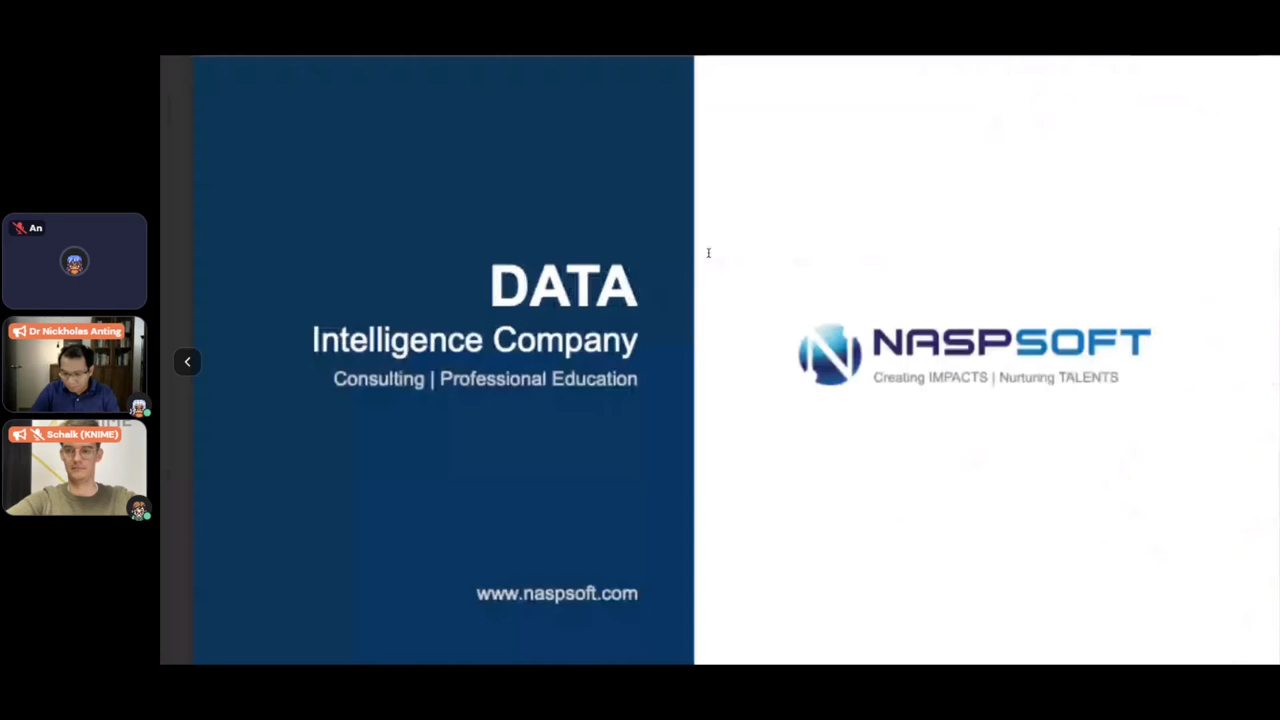 An
Dr Nickholas Anting
Schalk (KNIME)
DATA
Intelligence Company
Consulting | Professional Education
www.naspsoft.com
NASPSOFT
Creating IMPACTS | Nurturing TALENTS